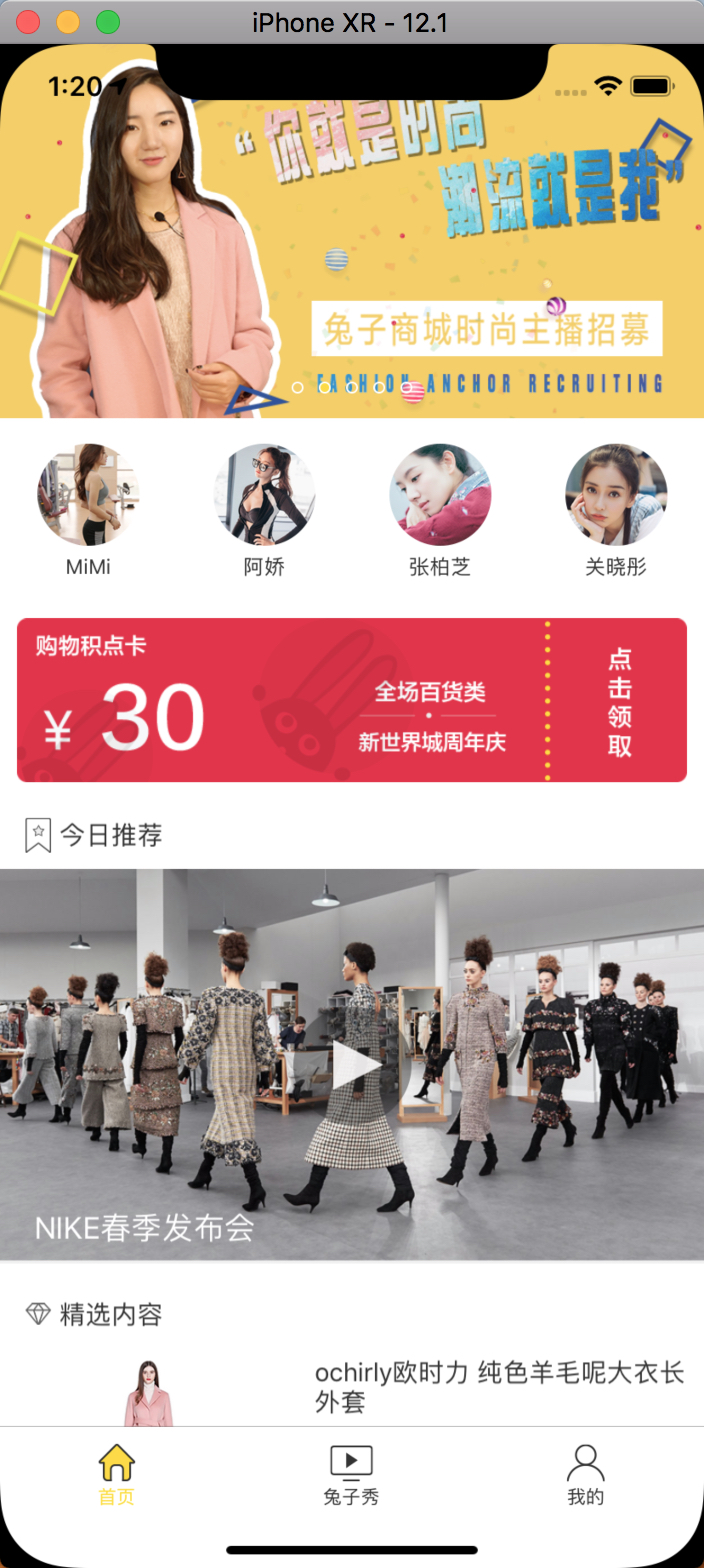 iPhone XR - 12.1
1:20
“你就是时尚
潮流就是我”
兔子商城时尚主播招募
FASHION ANCHOR RECRUITING
MiMi
阿娇
张柏芝
关晓彤
购物积点卡
¥ 30
全场百货类
新世界城周年庆
点击领取
今日推荐
NIKE春季发布会
精选内容
ochirly欧时力 纯色羊毛呢大衣长
外套
首页
兔子秀
我的